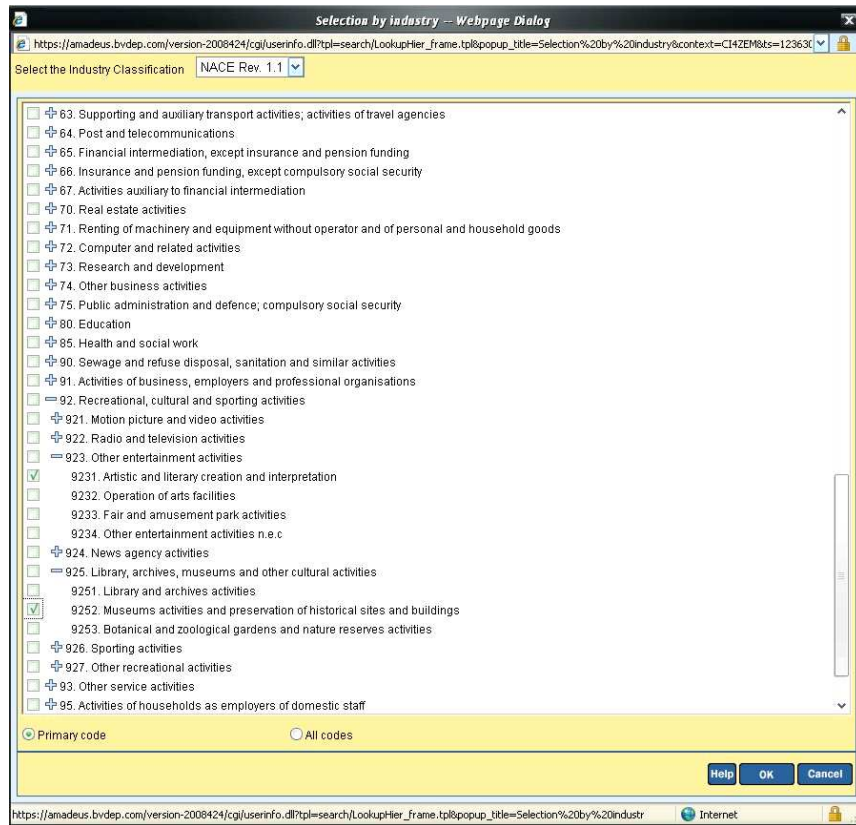 Selection by industry -- Webpage Dialog
https://amadeus.bvdep.com/version-2008424/cgi/userinfo.dll?tpl=search/LookupHier_frame.tpl&popup_title=Selection%20by%20industry&context=CI4ZEM&ts=12363(
Select the Industry Classification NACE Rev. 1.1
63. Supporting and auxiliary transport activities; activities of travel agencies
64. Post and telecommunications
65. Financial intermediation, except insurance and pension funding
66. Insurance and pension funding, except compulsory social security
67. Activities auxiliary to financial intermediation
70. Real estate activities
71. Renting of machinery and equipment without operator and of personal and household goods
72. Computer and related activities
73. Research and development
74. Other business activities
75. Public administration and defence; compulsory social security
80. Education
85. Health and social work
90. Sewage and refuse disposal, sanitation and similar activities
91. Activities of business, employers and professional organisations
92. Recreational, cultural and sporting activities
921. Motion picture and video activities
922. Radio and television activities
923. Other entertainment activities
9231. Artistic and literary creation and interpretation
9232. Operation of arts facilities
9233. Fair and amusement park activities
9234. Other entertainment activities n.e.c
924. News agency activities
925. Library, archives, museums and other cultural activities
9251. Library and archives activities
9252. Museums activities and preservation of historical sites and buildings
9253. Botanical and zoological gardens and nature reserves activities
926. Sporting activities
927. Other recreational activities
93. Other service activities
95. Activities of households as employers of domestic staff
Primary code All codes
Help OK Cancel
https://amadeus.bvdep.com/version-2008424/cgi/userinfo.dll?tpl=search/LookupHier_frame.tpl&popup_title=Selection%20by%20industr Internet